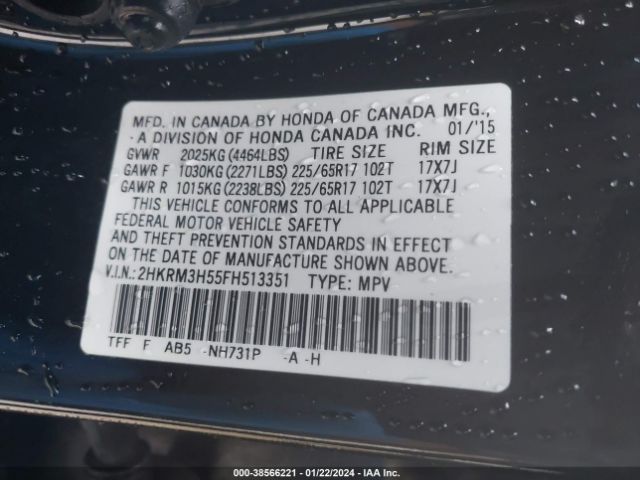 MFD. IN CANADA BY HONDA OF CANADA MFG.,
A DIVISION OF HONDA CANADA INC. 01/'15
GVWR 2025KG (4464LBS) TIRE SIZE RIM SIZE
GAWR F 1030KG (2271LBS) 225/65R17 102T 17X7J
GAWR R 1015KG (2238LBS) 225/65R17 102T 17X7J
THIS VEHICLE CONFORMS TO ALL APPLICABLE
FEDERAL MOTOR VEHICLE SAFETY
AND THEFT PREVENTION STANDARDS IN EFFECT
ON THE DATE OF MANUFACTURE SHOWN ABOVE.
V.I.N.: 2HKRM3H55FH513351 TYPE: MPV
TFF F AB5 -NH731P -A -H
000-38566221 - 01/22/2024 - IAA Inc.